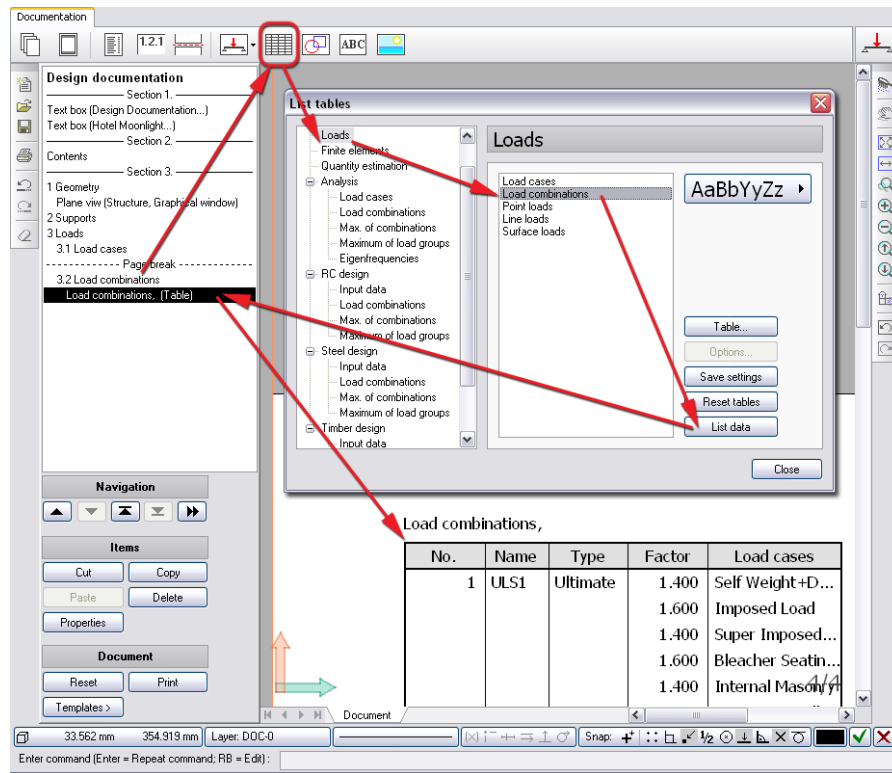 Documentation
1.2.1
ABC
Design documentation
Section 1.
Text box (Design Documentation...)
Text box (Hotel Moonlight...)
Section 2.
Contents
Section 3.
1 Geometry
Plane viiw (Structure, Graphical window)
2 Supports
3 Loads
3.1 Load cases
Page break
3.2 Load combinations
Load combinations, (Table)
List tables
Loads
Finite elements
Quantity estimation
Analysis
Load cases
Load combinations
Max. of combinations
Maximum of load groups
Eigenfrequencies
RC design
Input data
Load combinations
Max. of combinations
Maximum of load groups
Steel design
Input data
Load combinations
Max. of combinations
Maximum of load groups
Timber design
Input data
Loads
Load cases
Load combinations
Point loads
Line loads
Surface loads
AaBbYyZz
Table...
Options...
Save settings
Reset tables
List data
Close
Navigation
Items
Cut Copy
Paste Delete
Properties
Document
Reset Print
Templates >
Load combinations,
No. Name Type Factor Load cases
1 ULS1 Ultimate 1.400 Self Weight+D...
1.600 Imposed Load
1.400 Super Imposed...
1.600 Bleacher Seatin...
1.400 Internal Masonry
4/4
Document
33.562 mm 354.919 mm Layer: DOC-0 Snap: 1/2
Enter command (Enter = Repeat command; RB = Edit) :